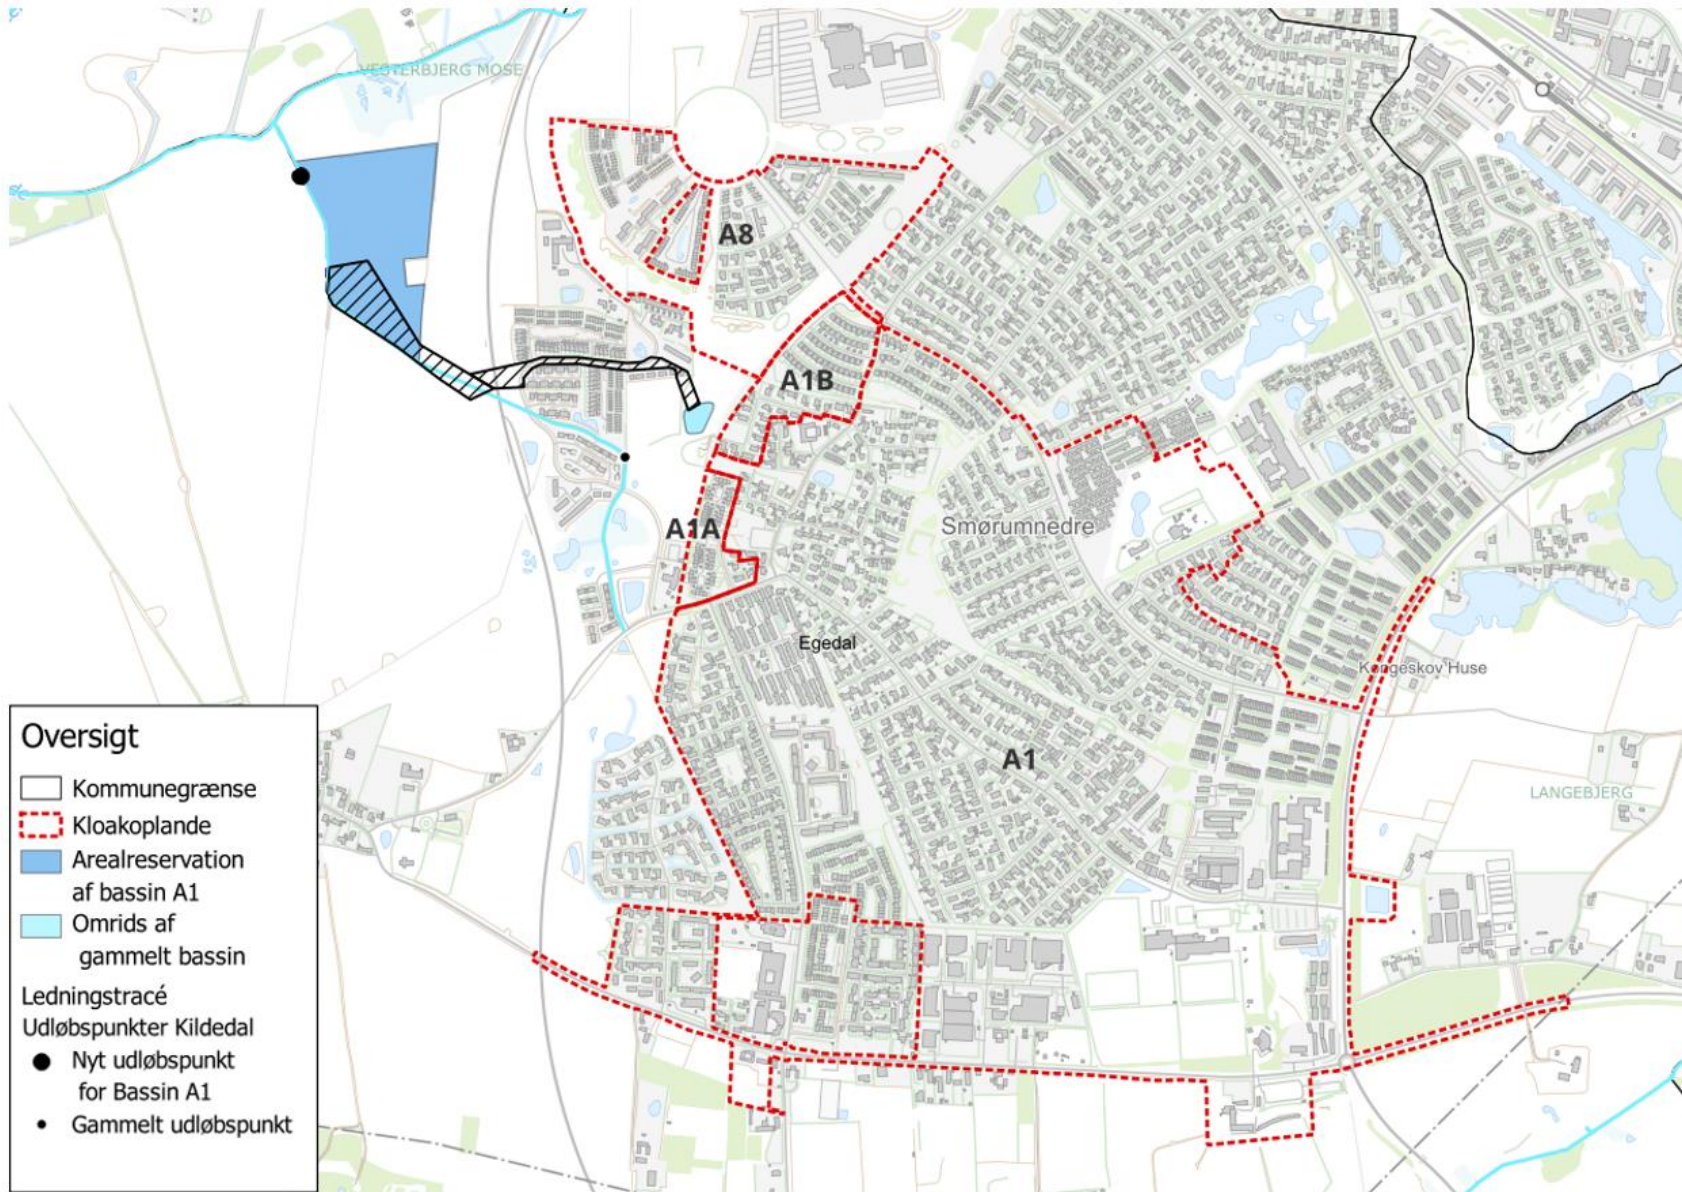 VESTERBJERG MOSE
A8
A1B
A1A
Smørumnedre
Egedal
Kongeskov Huse
A1
LANGEBJERG
Oversigt
Kommunegrænse
Kloakoplande
Arealreservation
af bassin A1
Omrids af
gammelt bassin
Ledningstracé
Udløbspunkter Kildedal
Nyt udløbspunkt
for Bassin A1
Gammelt udløbspunkt